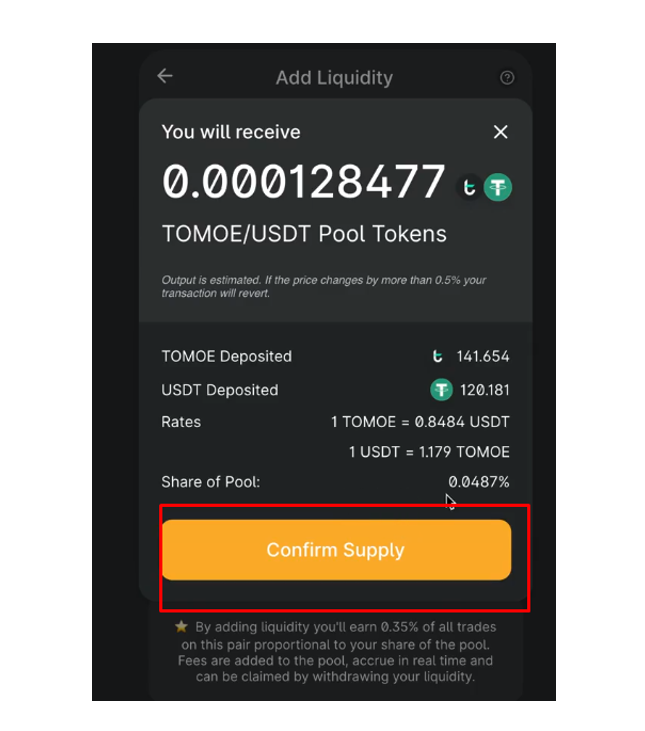 Add Liquidity
You will receive
0.000128477
TOMOE/USDT Pool Tokens
Output is estimated. If the price changes by more than 0.5% your
transaction will revert.
TOMOE Deposited 141.654
USDT Deposited 120.181
Rates 1 TOMOE = 0.8484 USDT
1 USDT = 1.179 TOMOE
Share of Pool: 0.0487%
Confirm Supply
By adding liquidity you'll earn 0.35% of all trades
on this pair proportional to your share of the pool.
Fees are added to the pool, accrue in real time and
can be claimed by withdrawing your liquidity.